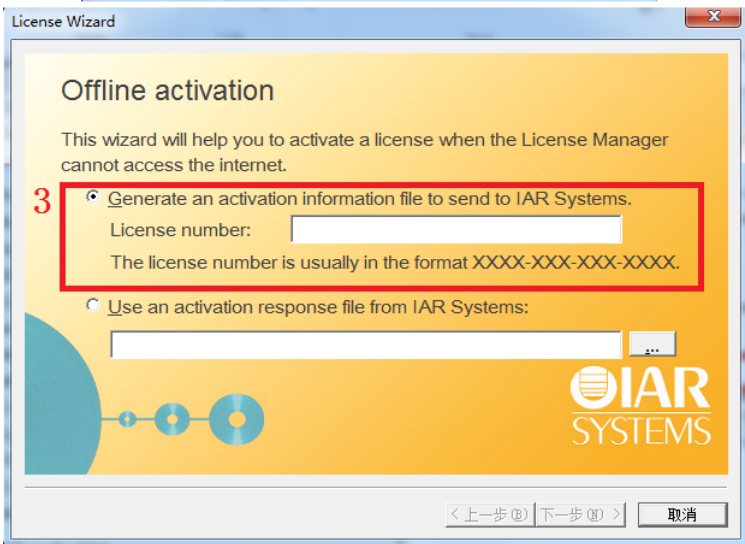 License Wizard
Offline activation
This wizard will help you to activate a license when the License Manager
cannot access the internet.
3
Generate an activation information file to send to IAR Systems.
License number:
The license number is usually in the format XXXX-XXX-XXX-XXXX.
Use an activation response file from IAR Systems:
...
IAR
SYSTEMS
< 上一步(B) 下一步(N) > 取消